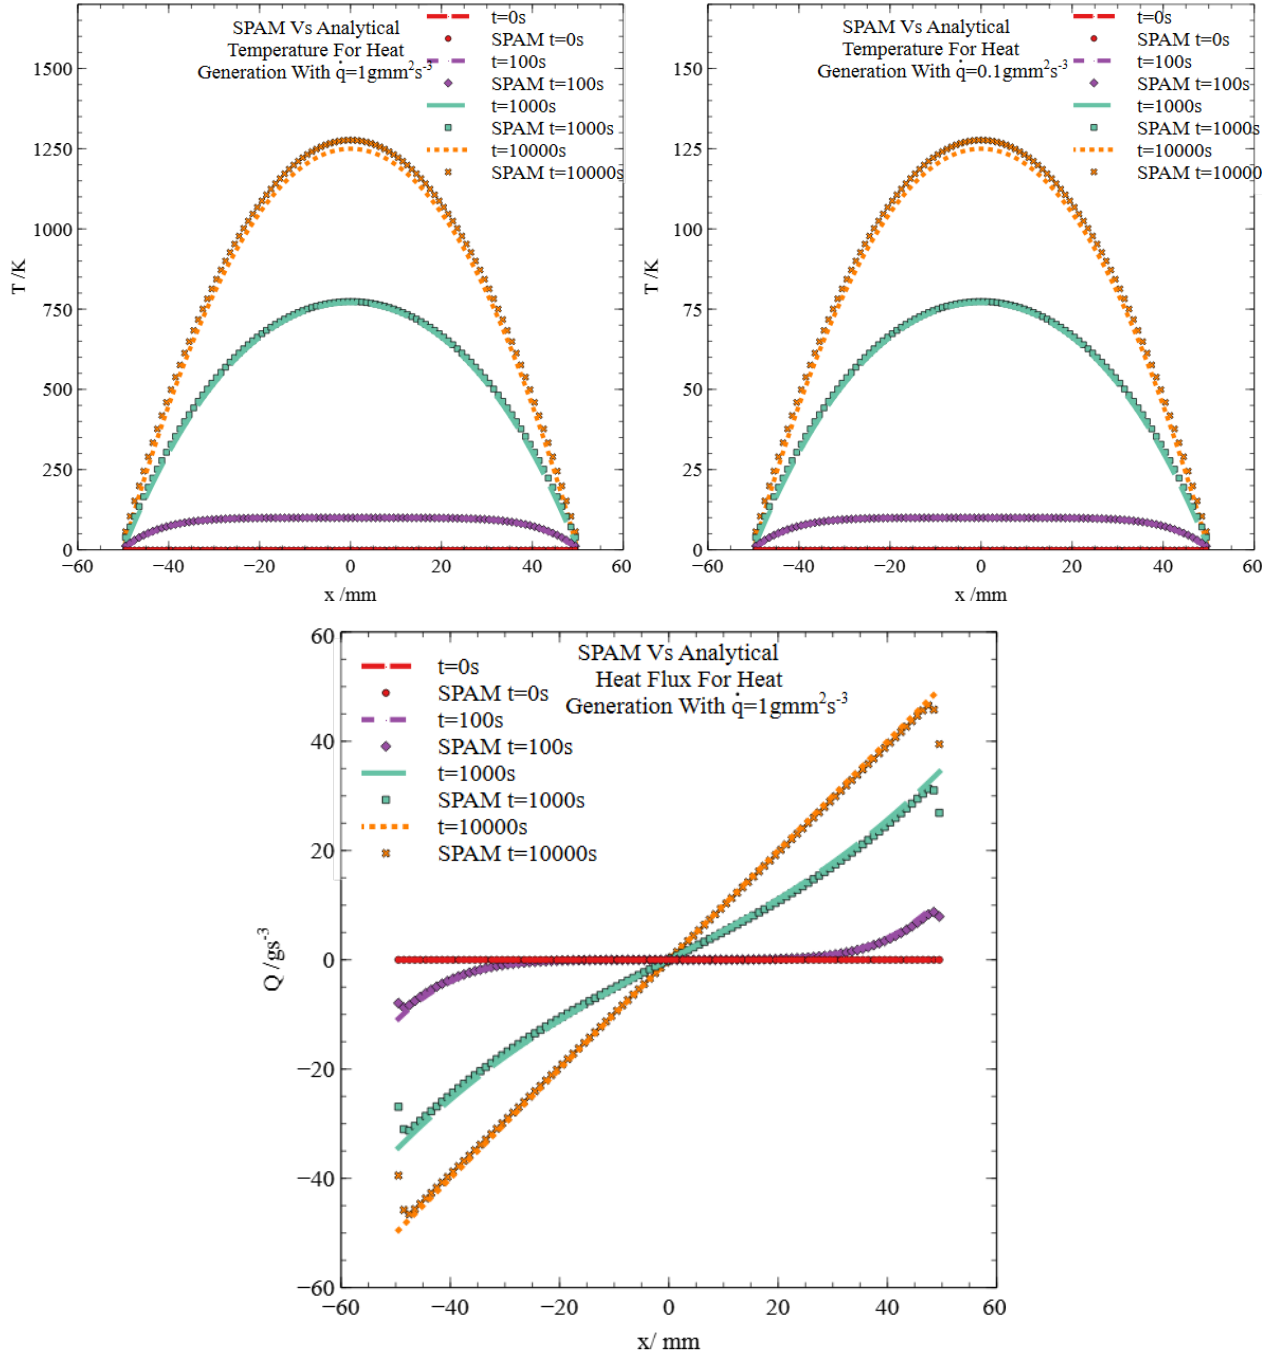 SPAM Vs Analytical
Temperature For Heat
Generation With q̇=1gmm²s⁻³
t=0s
SPAM t=0s
t=100s
SPAM t=100s
t=1000s
SPAM t=1000s
t=10000s
SPAM t=10000s
1500
1250
1000
750
500
250
0
T /K
−60
−40
−20
0
20
40
60
x /mm
SPAM Vs Analytical
Temperature For Heat
Generation With q̇=0.1gmm²s⁻³
t=0s
SPAM t=0s
t=100s
SPAM t=100s
t=1000s
SPAM t=1000s
t=10000s
SPAM t=10000
150
125
100
75
50
25
0
T /K
−60
−40
−20
0
20
40
60
x /mm
SPAM Vs Analytical
Heat Flux For Heat
Generation With q̇=1gmm²s⁻³
t=0s
SPAM t=0s
t=100s
SPAM t=100s
t=1000s
SPAM t=1000s
t=10000s
SPAM t=10000s
60
40
20
0
−20
−40
−60
Q /gs⁻³
−60
−40
−20
0
20
40
60
x/ mm